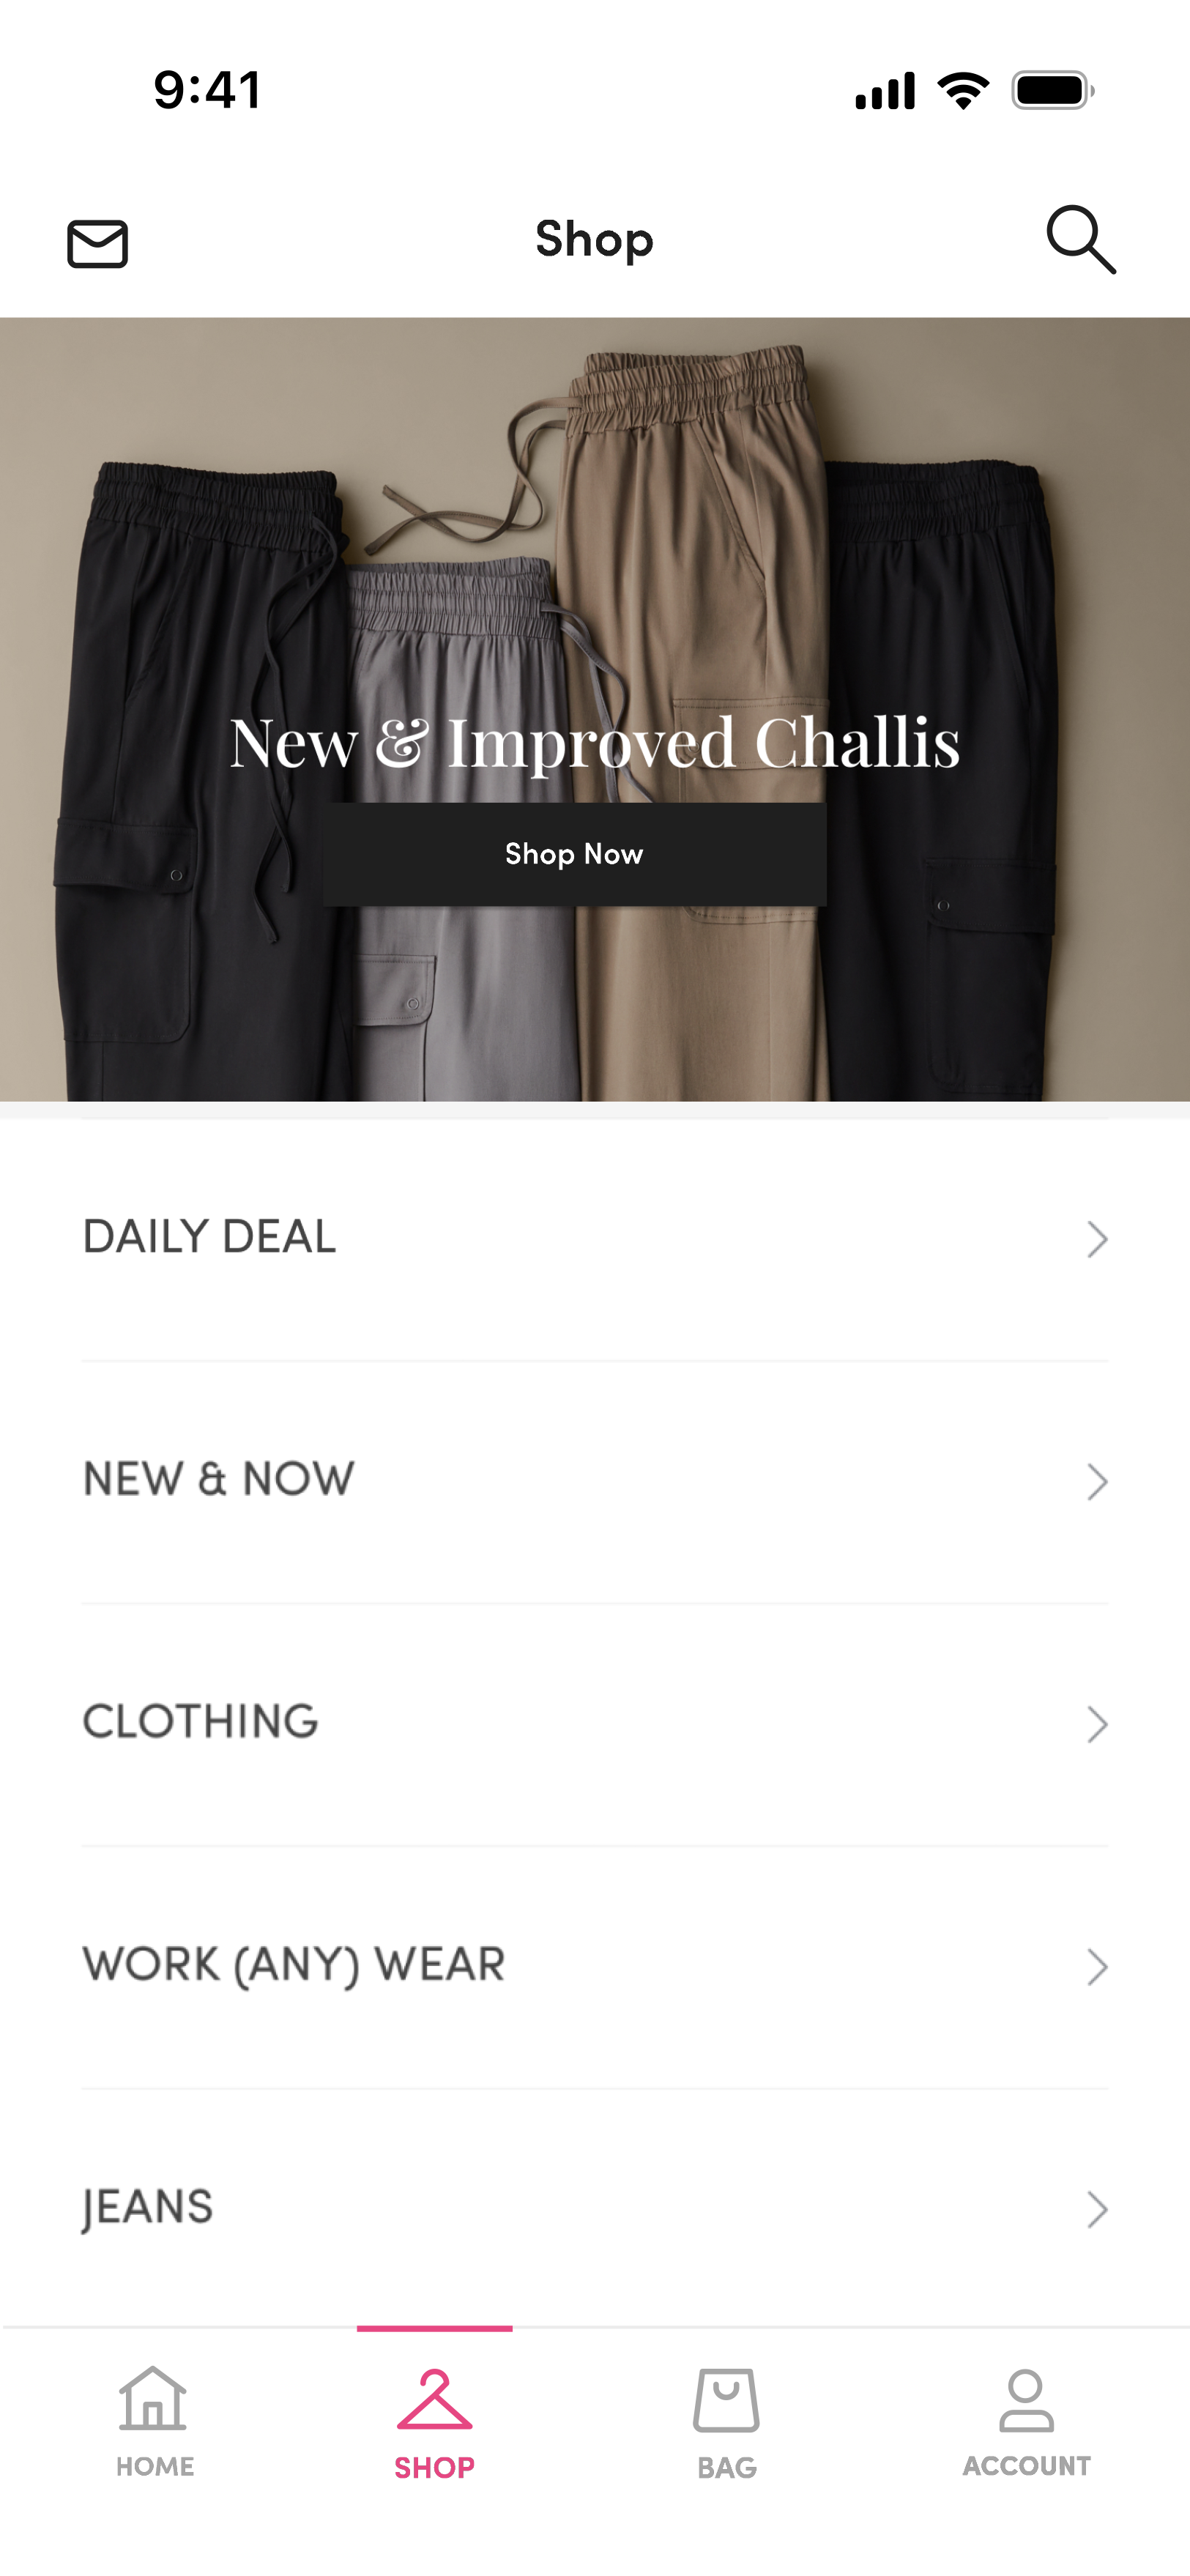 9:41
Shop
New & Improved Challis
Shop Now
DAILY DEAL
NEW & NOW
CLOTHING
WORK (ANY) WEAR
JEANS
HOME
SHOP
BAG
ACCOUNT